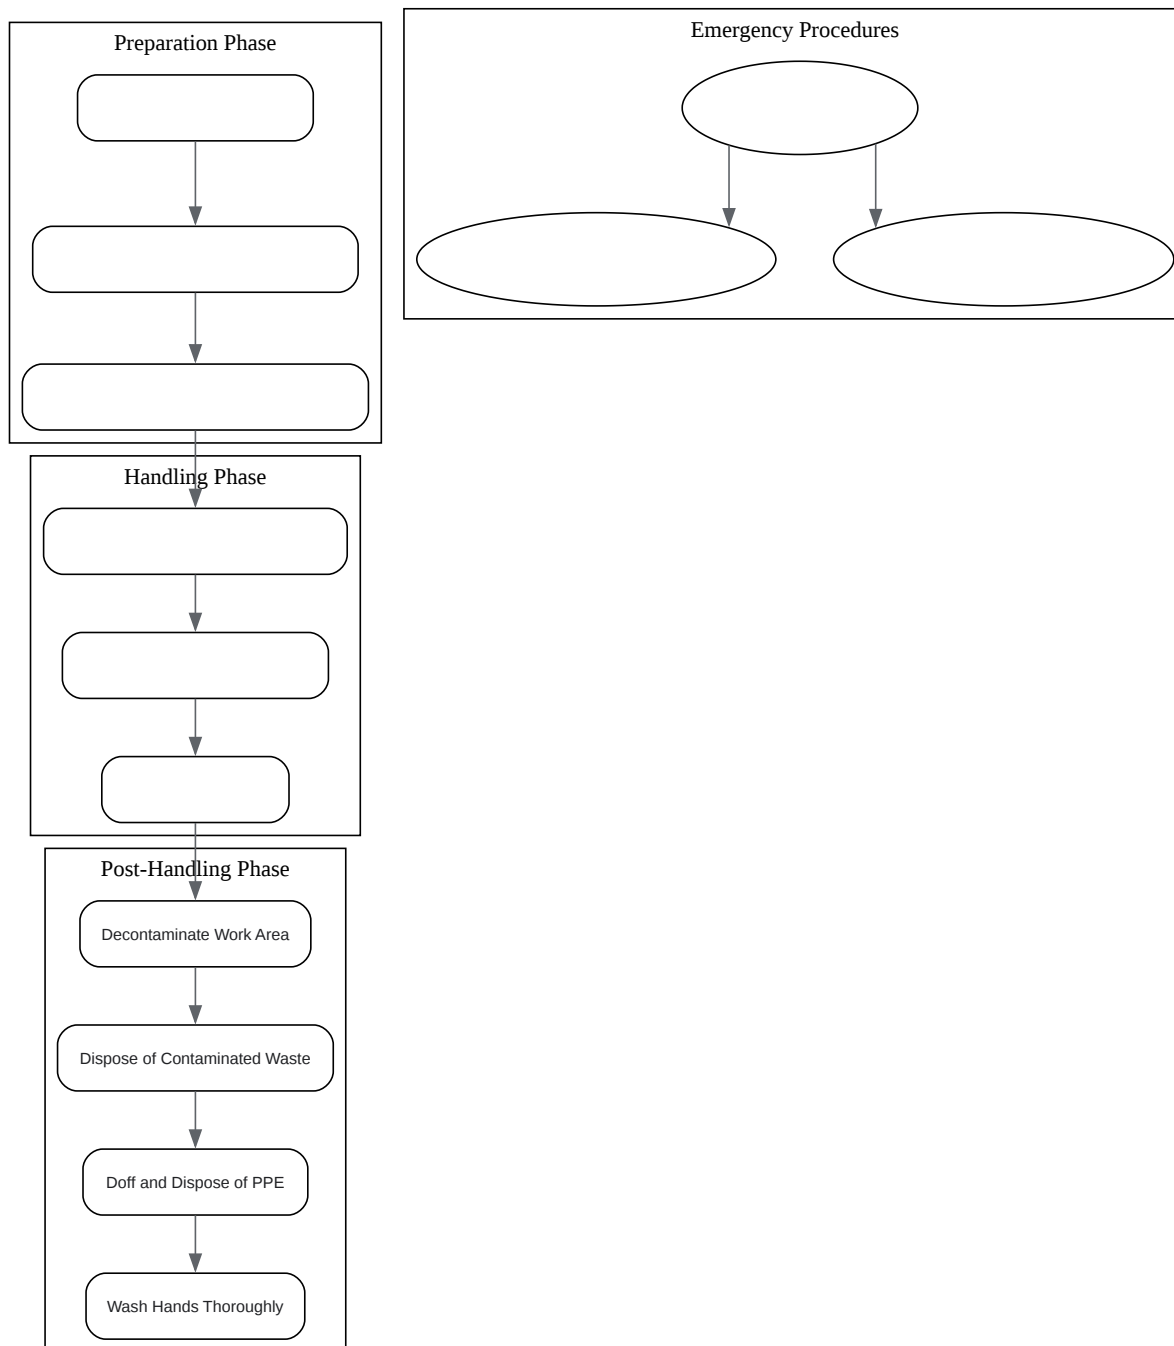 Preparation Phase
Emergency Procedures
Handling Phase
Post-Handling Phase
Decontaminate Work Area
Dispose of Contaminated Waste
Doff and Dispose of PPE
Wash Hands Thoroughly